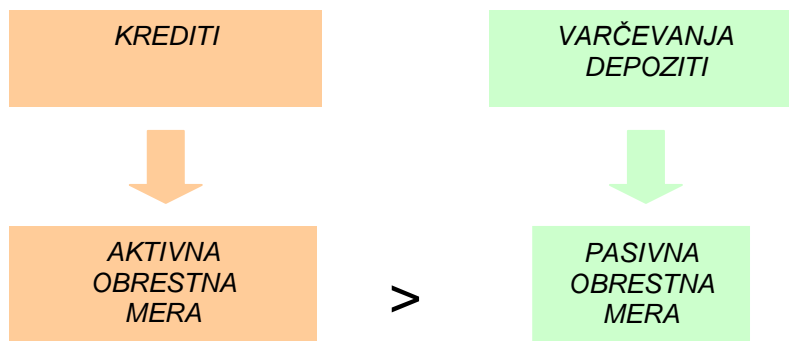 KREDITI
VARČEVANJA
DEPOZITI
AKTIVNA
OBRESTNA
MERA
>
PASIVNA
OBRESTNA
MERA